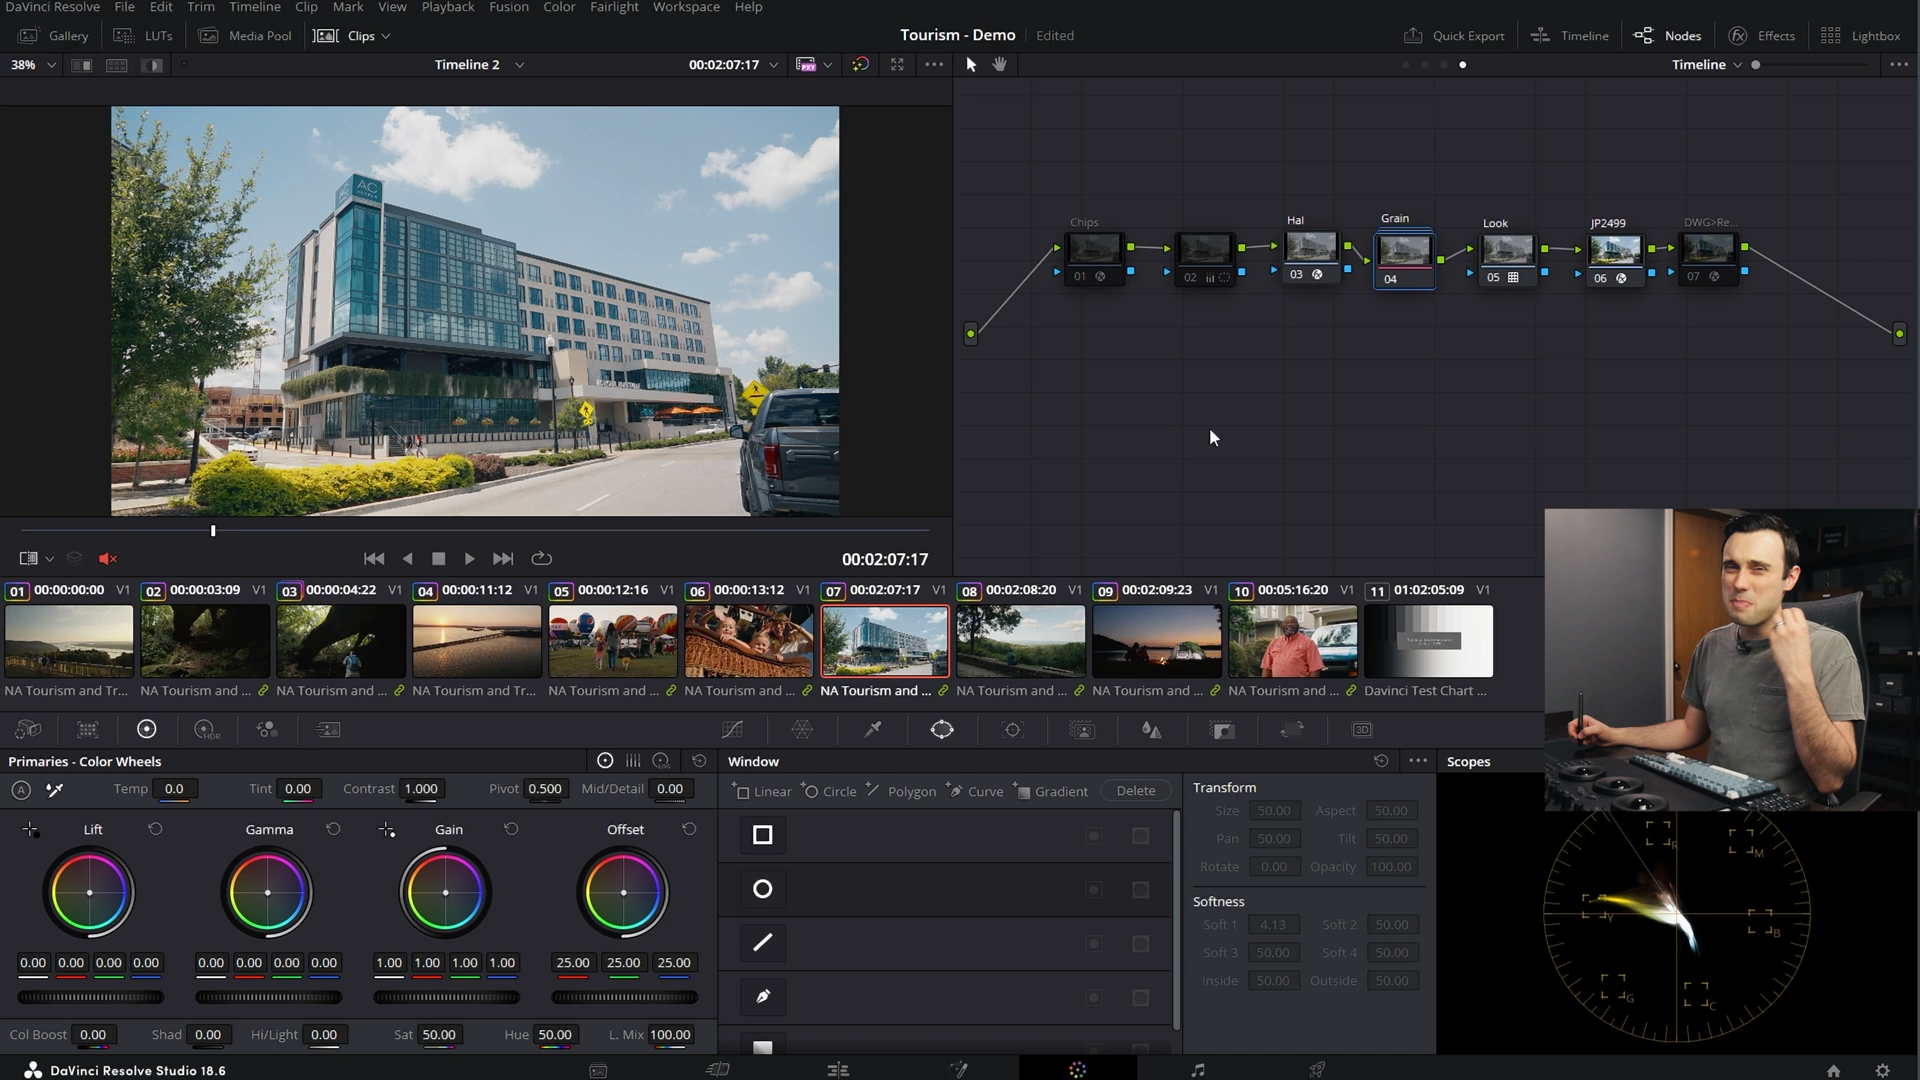 DaVinci Resolve File Edit Trim Timeline Clip Mark View Playback Fusion Color Fairlight Workspace Help
Gallery LUTs Media Pool Clips Tourism - Demo Edited Quick Export Timeline Nodes Effects Lightbox
38% Timeline 2 00:02:07:17 Timeline
AC
Chips Hal Grain Look JP2499 DWG>Re...
01 02 03 04 05 06 07
00:02:07:17
01 00:00:00:00 V1 02 00:00:03:09 V1 03 00:00:04:22 V1 04 00:00:11:12 V1 05 00:00:12:16 V1 06 00:00:13:12 V1 07 00:02:07:17 V1 08 00:02:08:20 V1 09 00:02:09:23 V1 10 00:05:16:20 V1 11 01:02:05:09 V1
NA Tourism and Tr... NA Tourism and ... NA Tourism and ... NA Tourism and Tr... NA Tourism and ... NA Tourism and ... NA Tourism and ... NA Tourism and ... NA Tourism and ... NA Tourism and ... Davinci Test Chart ...
HDR 3D
Primaries - Color Wheels LOG Window Scopes
A Temp 0.0 Tint 0.00 Contrast 1.000 Pivot 0.500 Mid/Detail 0.00
Linear Circle Polygon Curve Gradient Delete
Transform
Size 50.00 Aspect 50.00
Pan 50.00 Tilt 50.00
Rotate 0.00 Opacity 100.00
Softness
Soft 1 4.13 Soft 2 50.00
Soft 3 50.00 Soft 4 50.00
Inside 50.00 Outside 50.00
Lift Gamma Gain Offset
0.00 0.00 0.00 0.00 0.00 0.00 0.00 0.00 1.00 1.00 1.00 1.00 25.00 25.00 25.00
Col Boost 0.00 Shad 0.00 Hi/Light 0.00 Sat 50.00 Hue 50.00 L. Mix 100.00
R M Y B G C
DaVinci Resolve Studio 18.6